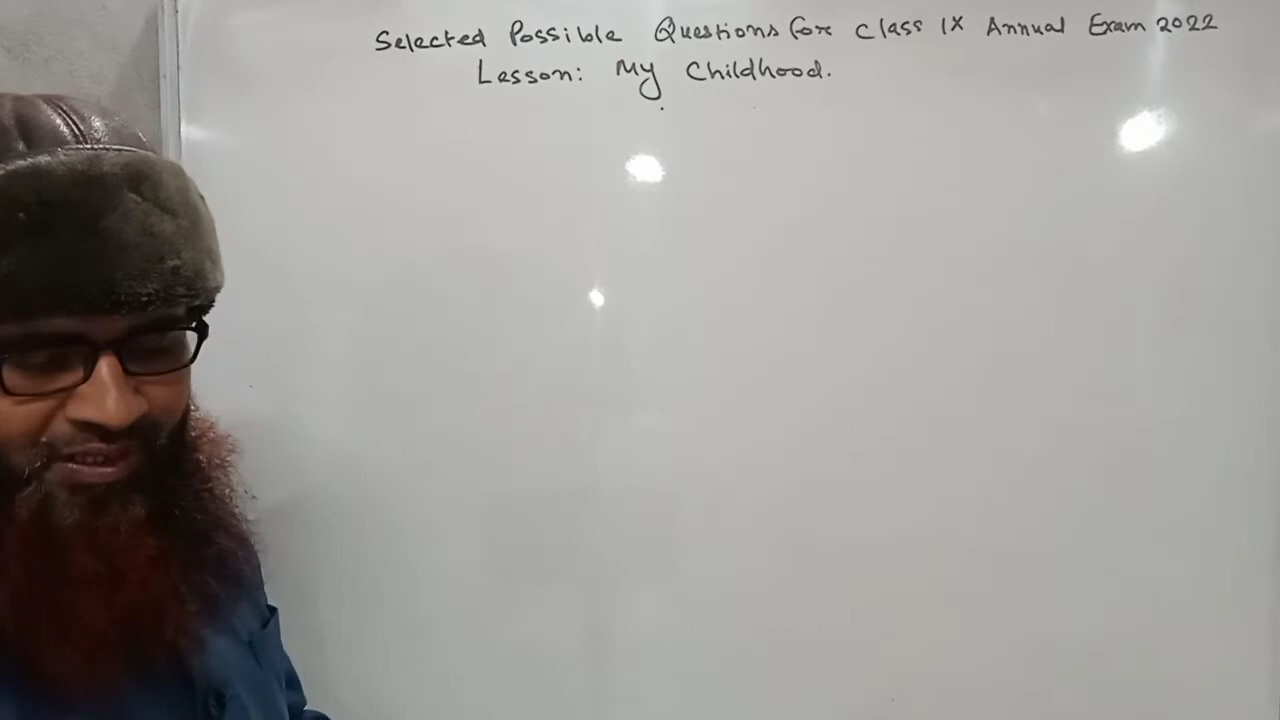 Selected Possible Questions for Class IX Annual Exam 2022
Lesson: My Childhood.